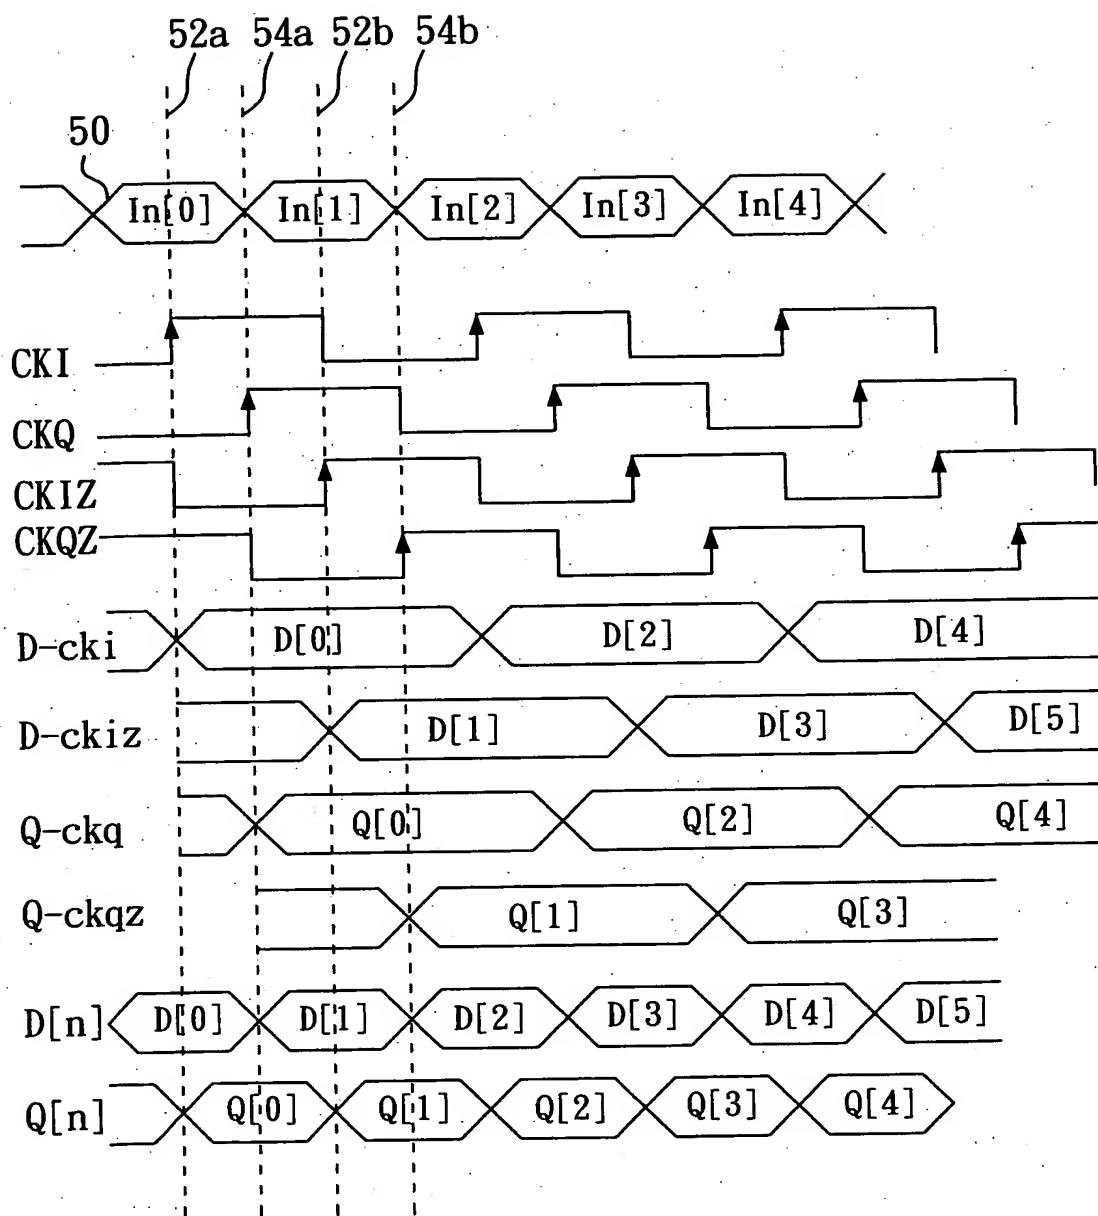 52a 54a 52b 54b
50
In[0] In[1] In[2] In[3] In[4]
CKI
CKQ
CKIZ
CKQZ
D-cki D[0] D[2] D[4]
D-ckiz D[1] D[3] D[5]
Q-ckq Q[0] Q[2] Q[4]
Q-ckqz Q[1] Q[3]
D[n] D[0] D[1] D[2] D[3] D[4] D[5]
Q[n] Q[0] Q[1] Q[2] Q[3] Q[4]